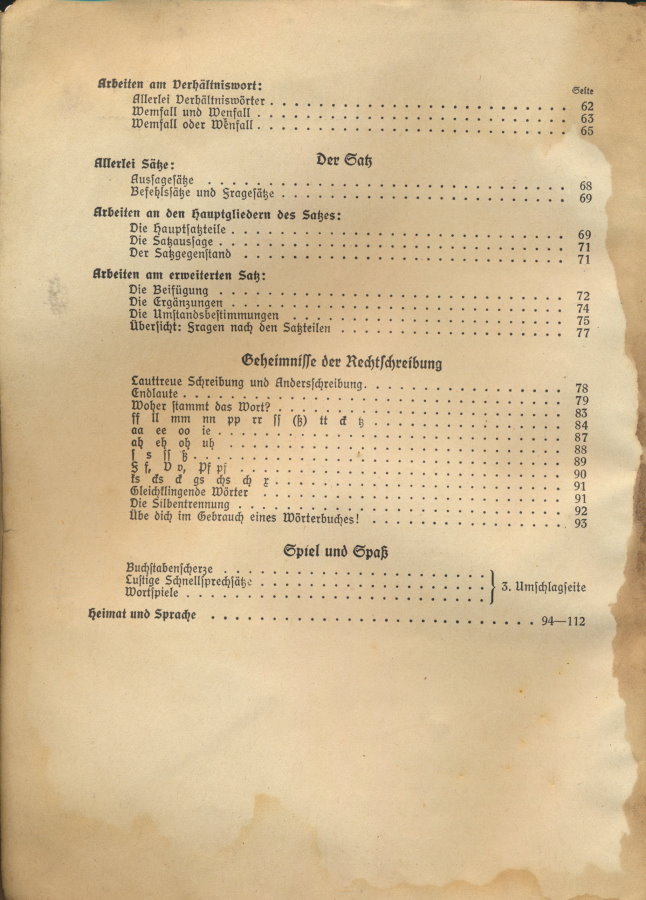 Arbeiten am Verhältniswort:
Seite
Allerlei Verhältniswörter . . . . . . . . . . . . . . . . . . . . 62
Wemfall und Wenfall . . . . . . . . . . . . . . . . . . . . 63
Wemfall oder Wenfall . . . . . . . . . . . . . . . . . . . . 65
Der Satz
Allerlei Sätze:
Aussagesätze . . . . . . . . . . . . . . . . . . . . 68
Befehlssätze und Fragesätze . . . . . . . . . . . . . . . . . . . . 69
Arbeiten an den Hauptgliedern des Satzes:
Die Hauptsatzteile . . . . . . . . . . . . . . . . . . . . 69
Die Satzaussage . . . . . . . . . . . . . . . . . . . . 71
Der Satzgegenstand . . . . . . . . . . . . . . . . . . . . 71
Arbeiten am erweiterten Satz:
Die Beifügung . . . . . . . . . . . . . . . . . . . . 72
Die Ergänzungen . . . . . . . . . . . . . . . . . . . . 74
Die Umstandsbestimmungen . . . . . . . . . . . . . . . . . . . . 75
Übersicht: Fragen nach den Satzteilen . . . . . . . . . . . . . . . 77
Geheimnisse der Rechtschreibung
Lauttreue Schreibung und Andersschreibung . . . . . . . . . . . . 78
Endlaute . . . . . . . . . . . . . . . . . . . . 79
Woher stammt das Wort? . . . . . . . . . . . . . . . . . . . . 83
ff ll mm nn pp rr ſſ (ß) tt ck tz . . . . . . . . . . . . . . . 84
aa ee oo ie . . . . . . . . . . . . . . . . . . . . 87
ah eh oh uh . . . . . . . . . . . . . . . . . . . . 88
ſ s ſſ ß . . . . . . . . . . . . . . . . . . . . 89
F f, V v, Pf pf . . . . . . . . . . . . . . . . . . . . 90
ks cks ck gs chs ch x . . . . . . . . . . . . . . . . . . . . 91
Gleichklingende Wörter . . . . . . . . . . . . . . . . . . . . 91
Die Silbentrennung . . . . . . . . . . . . . . . . . . . . 92
Übe dich im Gebrauch eines Wörterbuches! . . . . . . . . . . . . 93
Spiel und Spaß
Buchstabenscherze . . . . . . . . . . . . . . . . . . . .
Lustige Schnellsprechsätze . . . . . . . . . . . . . . . . } 3. Umschlagseite
Wortspiele . . . . . . . . . . . . . . . . . . . .
Heimat und Sprache . . . . . . . . . . . . . . . . . . . . 94—112